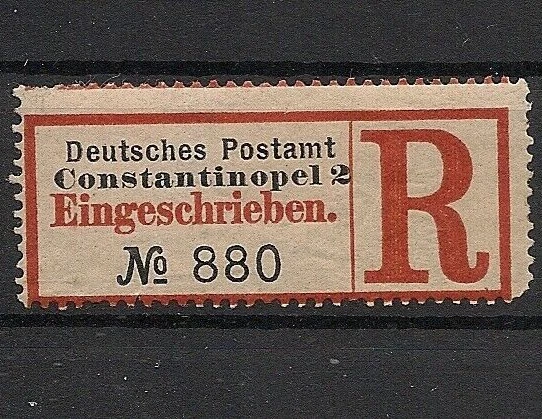 Deutsches Postamt
Constantinopel 2
Eingeschrieben.
№ 880
R